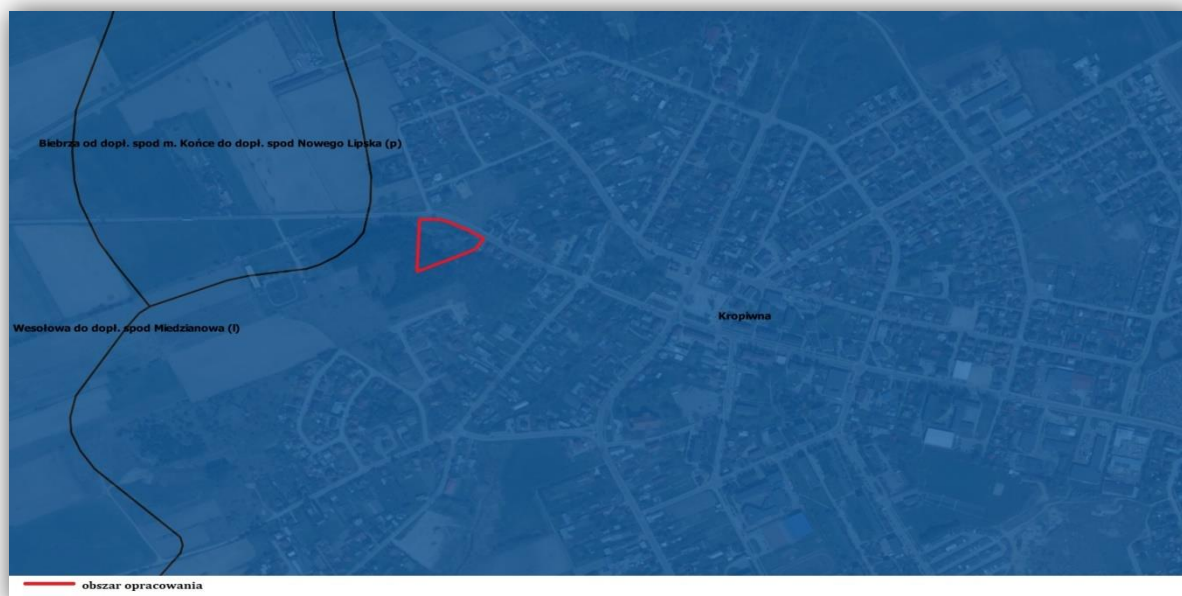 Biebrza od dopł. spod m. Końce do dopł. spod Nowego Lipska (p)
Kropiwna
Wesołowa do dopł. spod Miedzianowa (l)
obszar opracowania